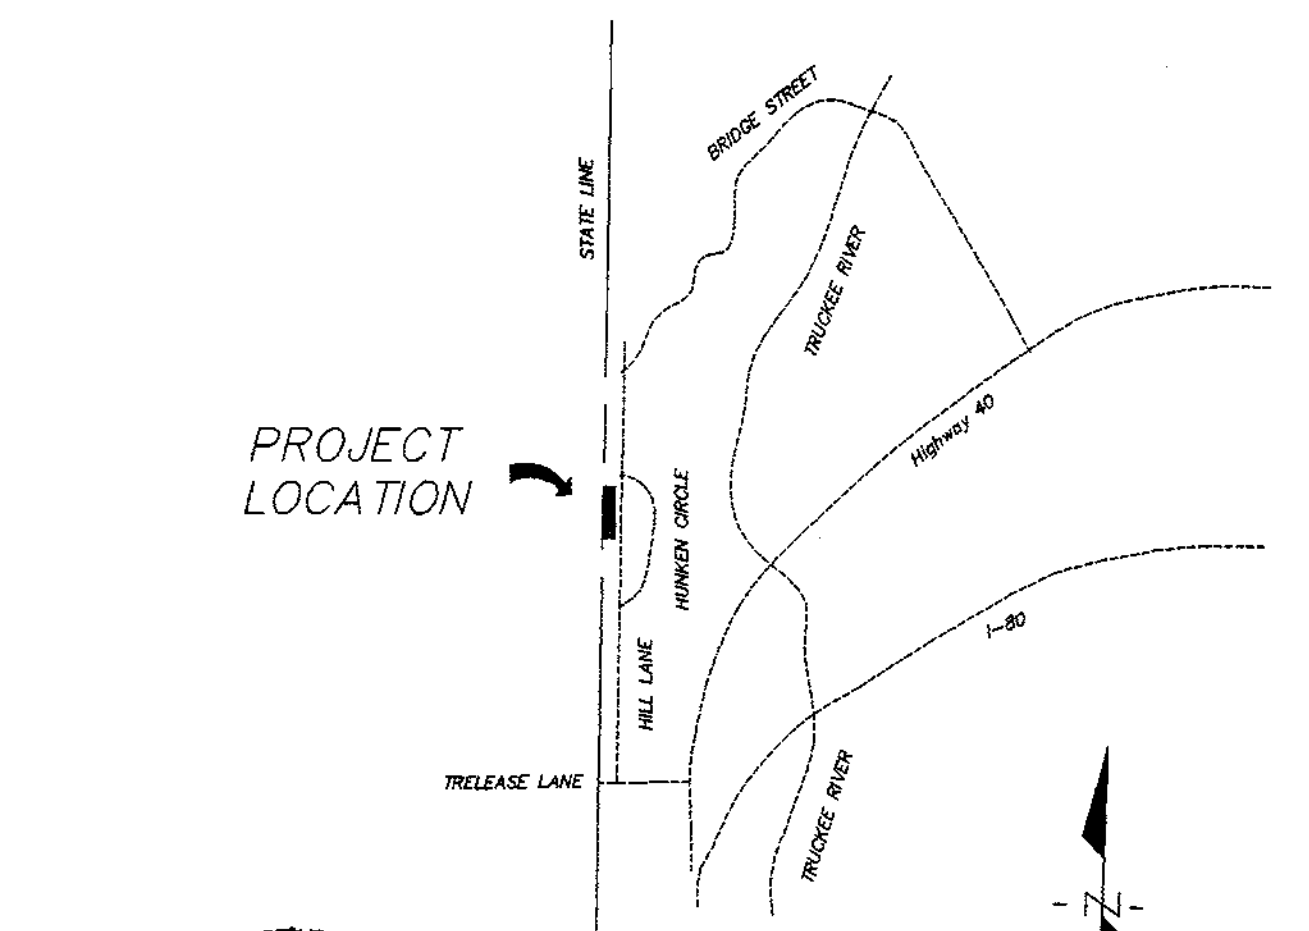 BRIDGE STREET
STATE LINE
TRUCKEE RIVER
Highway 40
PROJECT
LOCATION
HUNKEN CIRCLE
I-80
HILL LANE
TRELEASE LANE
TRUCKEE RIVER
N